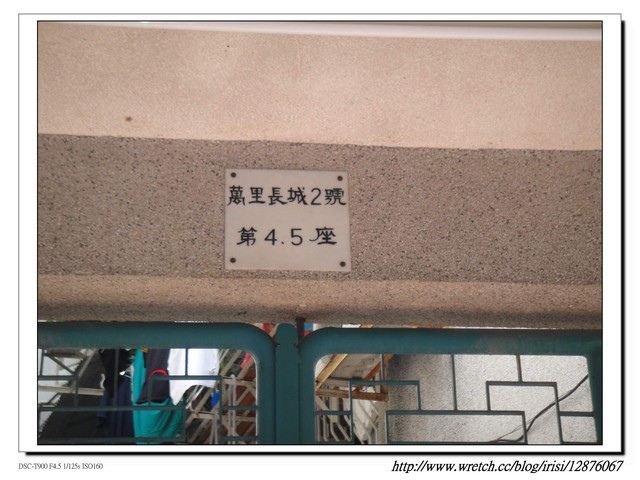 萬里長城2號
第4.5座
DSC-T900 F4.5 1/125s ISO160
http://www.wretch.cc/blog/irisi/12876067